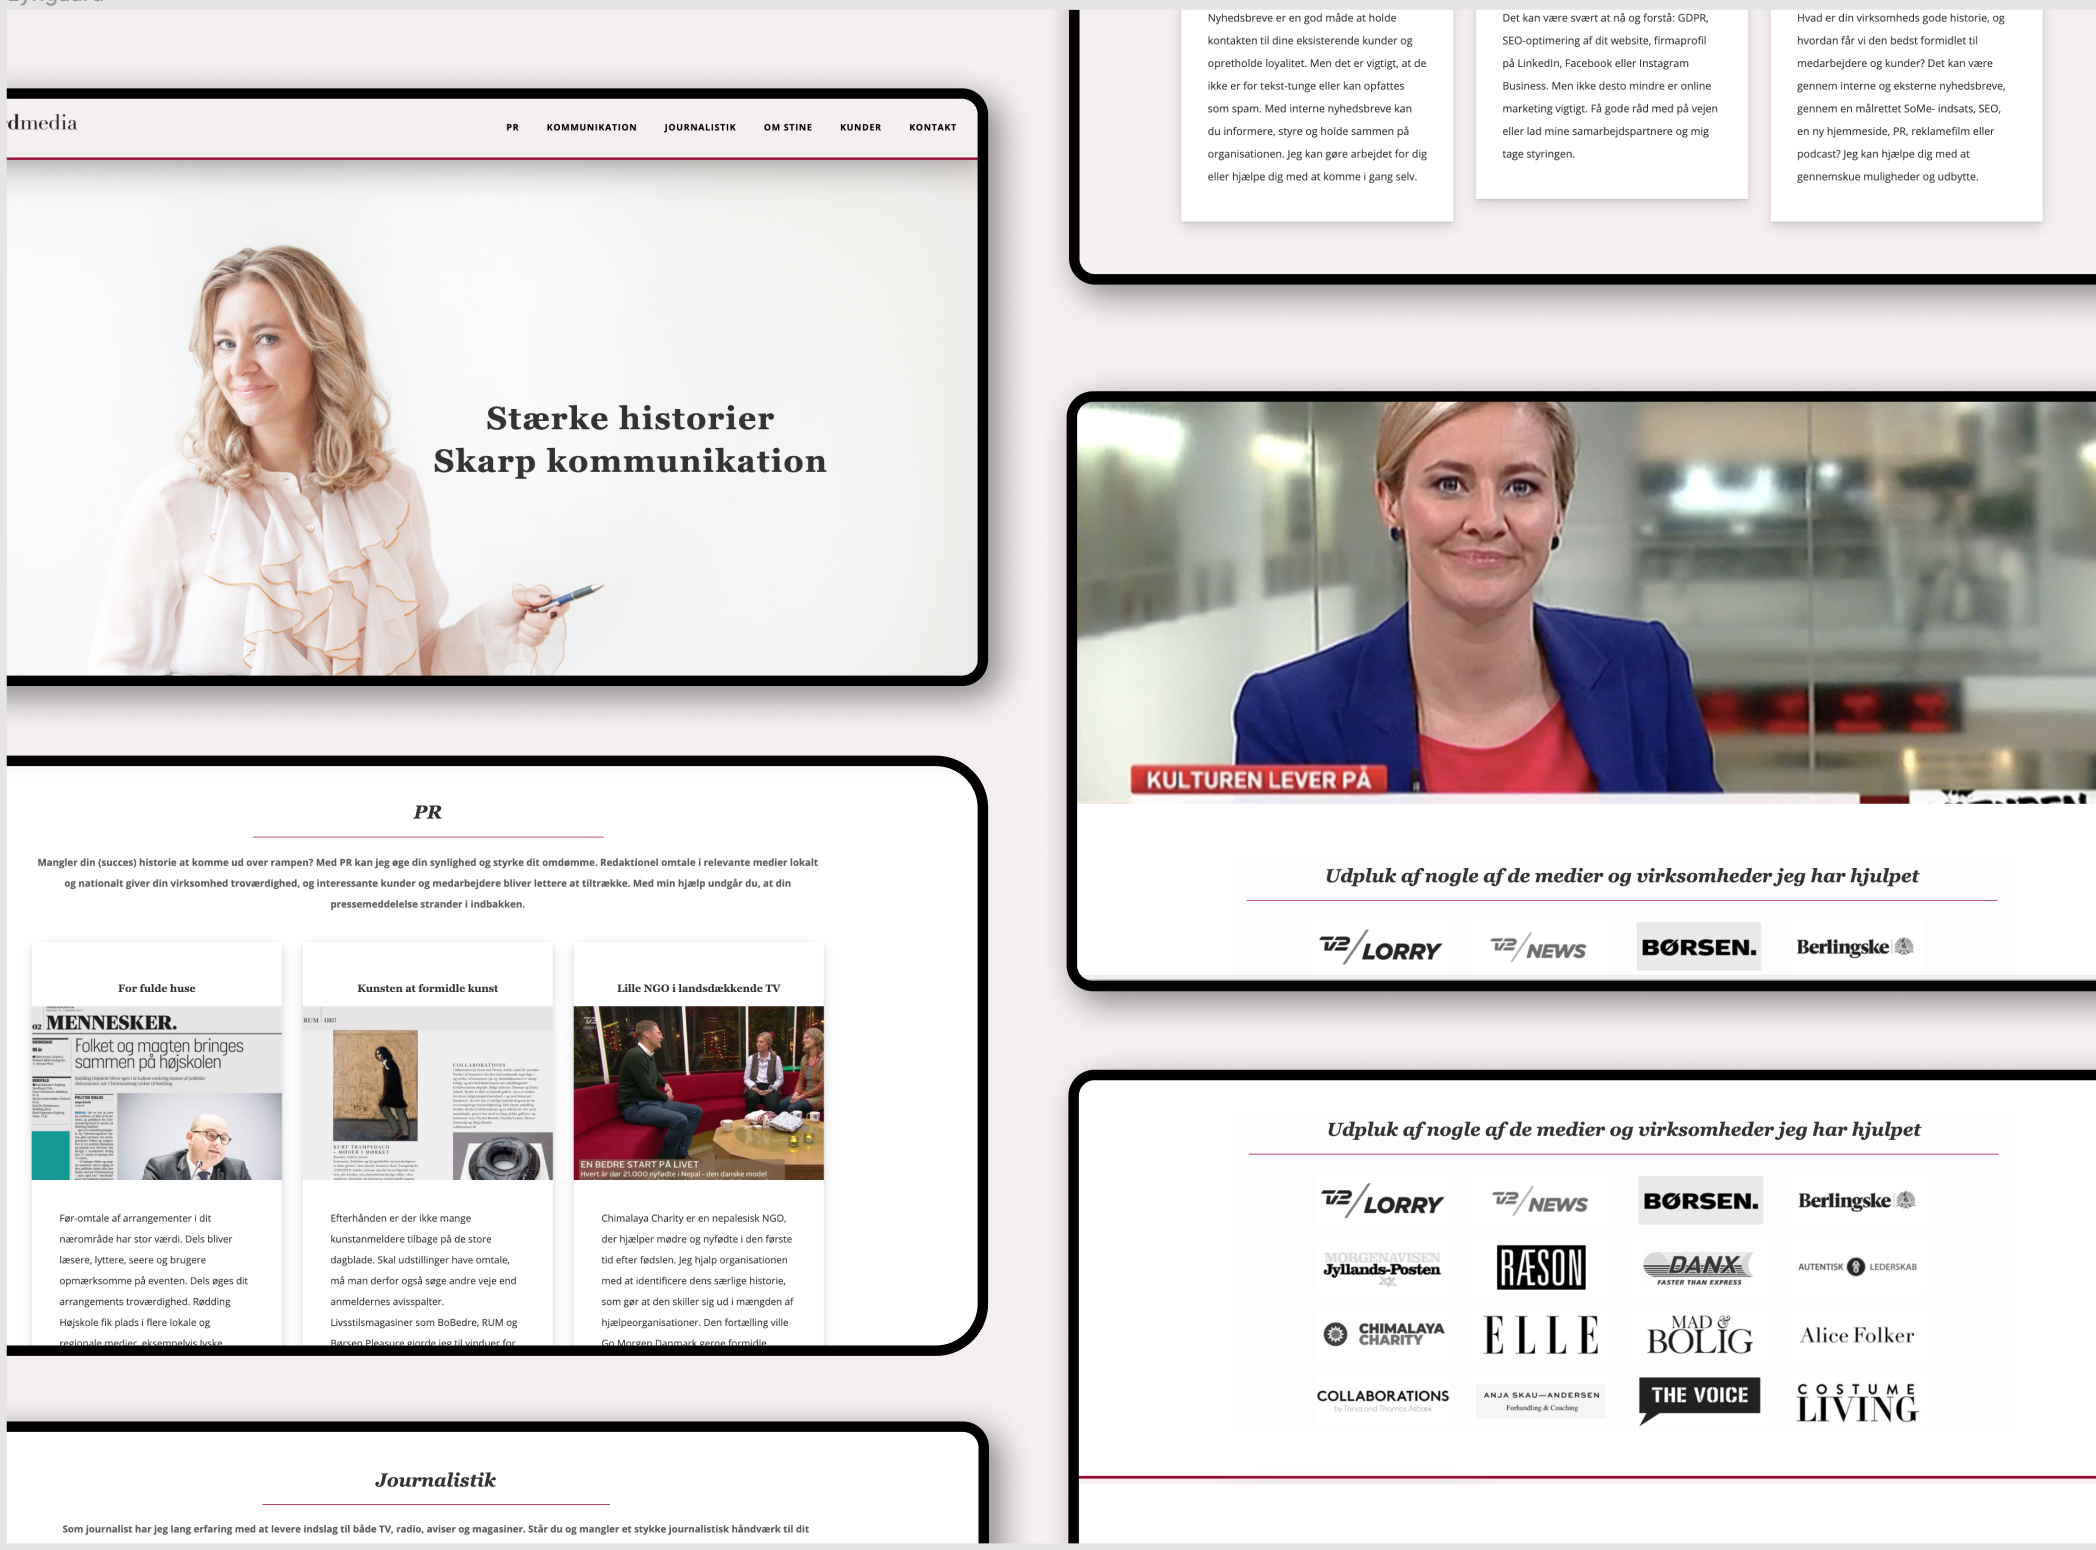 dmedia
PR KOMMUNIKATION JOURNALISTIK OM STINE KUNDER KONTAKT
Stærke historier
Skarp kommunikation
PR
Mangler din (succes) historie at komme ud over rampen? Med PR kan jeg øge din synlighed og styrke dit omdømme. Redaktionel omtale i relevante medier lokalt
og nationalt giver din virksomhed troværdighed, og interessante kunder og medarbejdere bliver lettere at tiltrække. Med min hjælp undgår du, at din
pressemeddelelse strander i indbakken.
For fulde huse
02 MENNESKER.
Folket og magten bringes
sammen på højskolen
Før-omtale af arrangementer i dit
nærområde har stor værdi. Dels bliver
læsere, lyttere, seere og brugere
opmærksomme på eventen. Dels øges dit
arrangements troværdighed. Rødding
Højskole fik plads i flere lokale og
regionale medier, eksempelvis Jyske
Kunsten at formidle kunst
RUM
COLLABORATIONS
KURT TRAMPEDACH
– MØDER I MØRKET
Efterhånden er der ikke mange
kunstanmeldere tilbage på de store
dagblade. Skal udstillinger have omtale,
må man derfor også søge andre veje end
anmeldernes avisspalter.
Livsstilsmagasiner som BoBedre, RUM og
Børsen Pleasure gjorde jeg til vinduer for
Lille NGO i landsdækkende TV
EN BEDRE START PÅ LIVET
Hvert år dør 21.000 nyfødte i Nepal - den danske model
Chimalaya Charity er en nepalesisk NGO,
der hjælper mødre og nyfødte i den første
tid efter fødslen. Jeg hjalp organisationen
med at identificere dens særlige historie,
som gør at den skiller sig ud i mængden af
hjælpeorganisationer. Den fortælling ville
Go Morgen Danmark gerne formidle
Journalistik
Som journalist har jeg lang erfaring med at levere indslag til både TV, radio, aviser og magasiner. Står du og mangler et stykke journalistisk håndværk til dit
Nyhedsbreve er en god måde at holde
kontakten til dine eksisterende kunder og
opretholde loyalitet. Men det er vigtigt, at de
ikke er for tekst-tunge eller kan opfattes
som spam. Med interne nyhedsbreve kan
du informere, styre og holde sammen på
organisationen. Jeg kan gøre arbejdet for dig
eller hjælpe dig med at komme i gang selv.
Det kan være svært at nå og forstå: GDPR,
SEO-optimering af dit website, firmaprofil
på LinkedIn, Facebook eller Instagram
Business. Men ikke desto mindre er online
marketing vigtigt. Få gode råd med på vejen
eller lad mine samarbejdspartnere og mig
tage styringen.
Hvad er din virksomheds gode historie, og
hvordan får vi den bedst formidlet til
medarbejdere og kunder? Det kan være
gennem interne og eksterne nyhedsbreve,
gennem en målrettet SoMe- indsats, SEO,
en ny hjemmeside, PR, reklamefilm eller
podcast? Jeg kan hjælpe dig med at
gennemskue muligheder og udbytte.
KULTUREN LEVER PÅ
Udpluk af nogle af de medier og virksomheder jeg har hjulpet
TV2/LORRY TV2/NEWS BØRSEN. Berlingske
Udpluk af nogle af de medier og virksomheder jeg har hjulpet
TV2/LORRY TV2/NEWS BØRSEN. Berlingske
MORGENAVISEN
Jyllands-Posten
RÆSON
DANX
FASTER THAN EXPRESS
AUTENTISK LEDERSKAB
CHIMALAYA
CHARITY
ELLE
MAD &
BOLIG
Alice Folker
COLLABORATIONS
by Tania and Thomas Asbæk
ANJA SKAU—ANDERSEN
Forhandling & Coaching
THE VOICE
COSTUME
LIVING